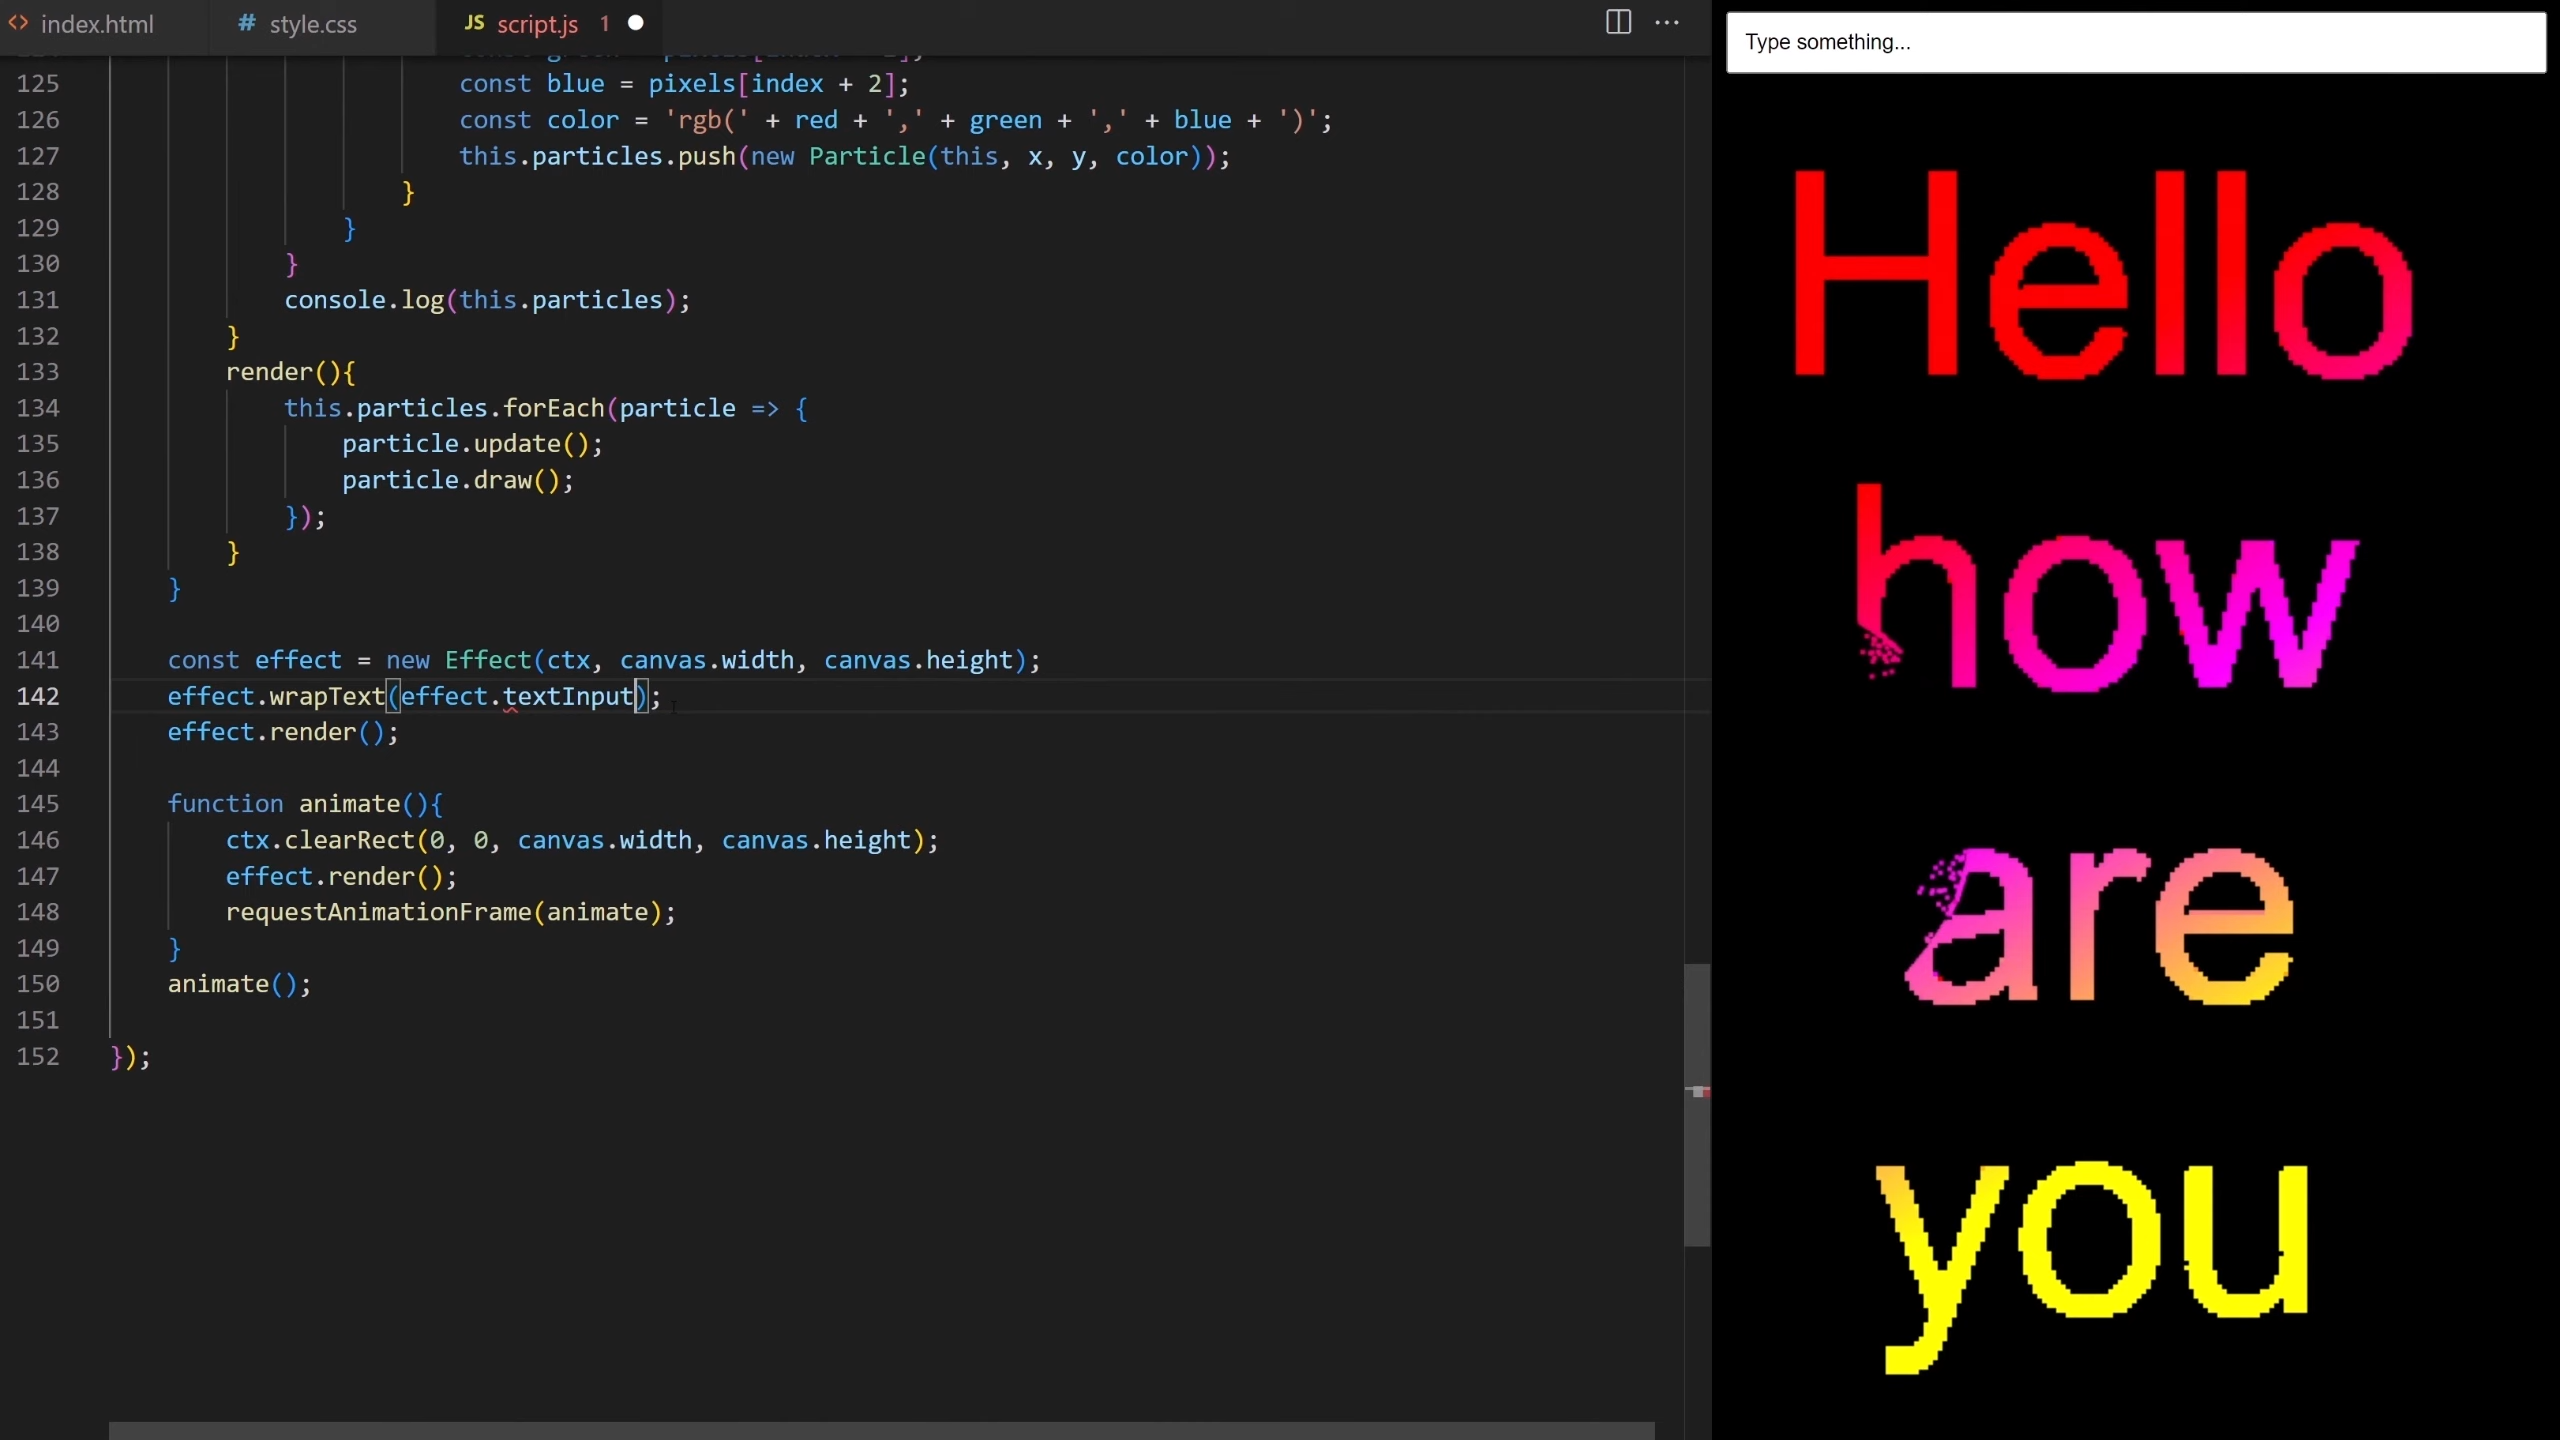 index.html
style.css
JS script.js 1
125 const blue = pixels[index + 2];
126 const color = 'rgb(' + red + ',' + green + ',' + blue + ')';
127 this.particles.push(new Particle(this, x, y, color));
128 }
129 }
130 }
131 console.log(this.particles);
132 }
133 render(){
134 this.particles.forEach(particle => {
135 particle.update();
136 particle.draw();
137 });
138 }
139 }
140
141 const effect = new Effect(ctx, canvas.width, canvas.height);
142 effect.wrapText(effect.textInput);
143 effect.render();
144
145 function animate(){
146 ctx.clearRect(0, 0, canvas.width, canvas.height);
147 effect.render();
148 requestAnimationFrame(animate);
149 }
150 animate();
151
152 });
Type something...
Hello
how
are
you